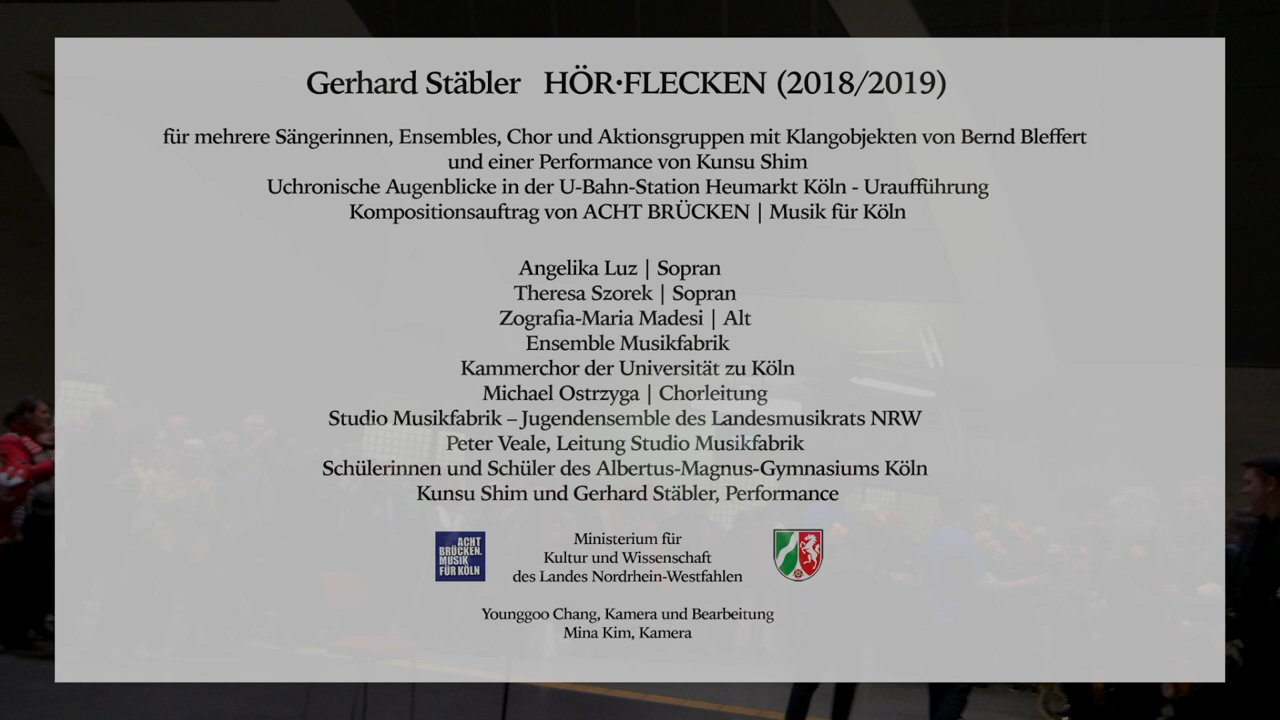 Gerhard Stäbler HÖR·FLECKEN (2018/2019)
für mehrere Sängerinnen, Ensembles, Chor und Aktionsgruppen mit Klangobjekten von Bernd Bleffert
und einer Performance von Kunsu Shim
Uchronische Augenblicke in der U-Bahn-Station Heumarkt Köln - Uraufführung
Kompositionsauftrag von ACHT BRÜCKEN | Musik für Köln
Angelika Luz | Sopran
Theresa Szorek | Sopran
Zografia-Maria Madesi | Alt
Ensemble Musikfabrik
Kammerchor der Universität zu Köln
Michael Ostrzyga | Chorleitung
Studio Musikfabrik – Jugendensemble des Landesmusikrats NRW
Peter Veale, Leitung Studio Musikfabrik
Schülerinnen und Schüler des Albertus-Magnus-Gymnasiums Köln
Kunsu Shim und Gerhard Stäbler, Performance
ACHT
BRÜCKEN.
MUSIK
FÜR KÖLN
Ministerium für
Kultur und Wissenschaft
des Landes Nordrhein-Westfahlen
Younggoo Chang, Kamera und Bearbeitung
Mina Kim, Kamera